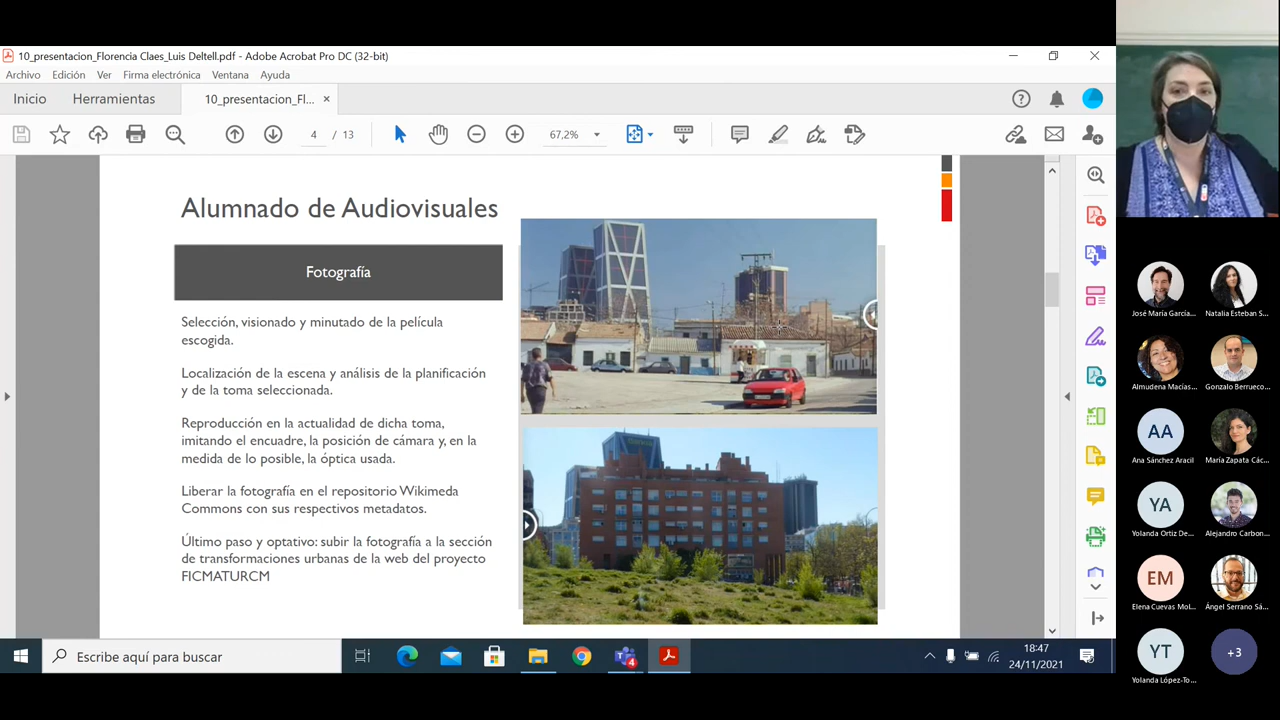 10_presentacion_Florencia Claes_Luis Deltell.pdf - Adobe Acrobat Pro DC (32-bit)
Archivo Edición Ver Firma electrónica Ventana Ayuda
Inicio Herramientas 10_presentacion_Fl... ×
4 / 13 67,2%
Alumnado de Audiovisuales
Fotografía
Selección, visionado y minutado de la película
escogida.
Localización de la escena y análisis de la planificación
y de la toma seleccionada.
Reproducción en la actualidad de dicha toma,
imitando el encuadre, la posición de cámara y, en la
medida de lo posible, la óptica usada.
Liberar la fotografía en el repositorio Wikimeda
Commons con sus respectivos metadatos.
Último paso y optativo: subir la fotografía a la sección
de transformaciones urbanas de la web del proyecto
FICMATURCM
Escribe aquí para buscar
4
18:47
24/11/2021
José María García...
Natalia Esteban S...
Almudena Macías...
Gonzalo Berrueco...
AA
Ana Sánchez Aracil
María Zapata Các...
YA
Yolanda Ortiz De...
Alejandro Carbon...
EM
Elena Cuevas Mol...
Ángel Serrano Sá...
YT
Yolanda López-To...
+3